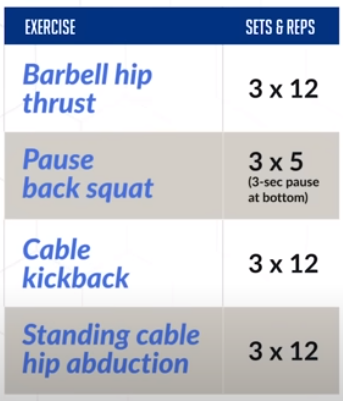 EXERCISE SETS & REPS
Barbell hip
thrust
3 x 12
Pause
back squat
3 x 5
(3-sec pause
at bottom)
Cable
kickback
3 x 12
Standing cable
hip abduction
3 x 12